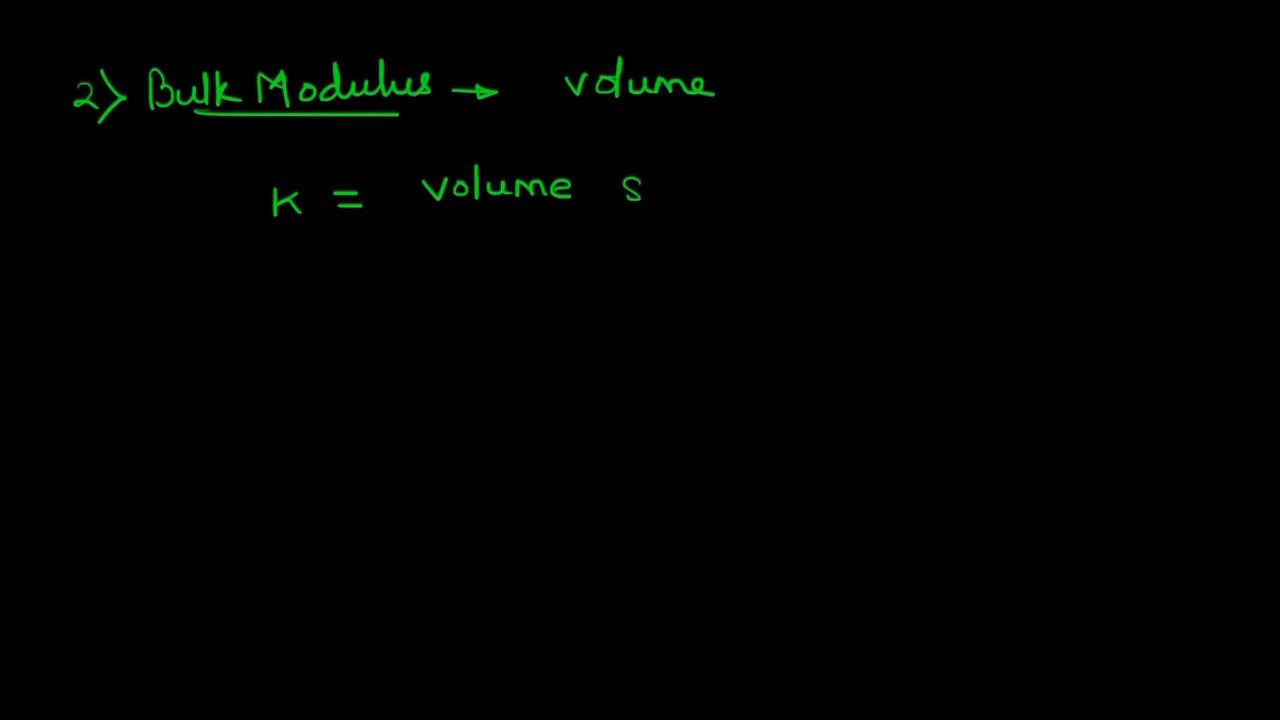 2) Bulk Modulus → volume
K = volume s